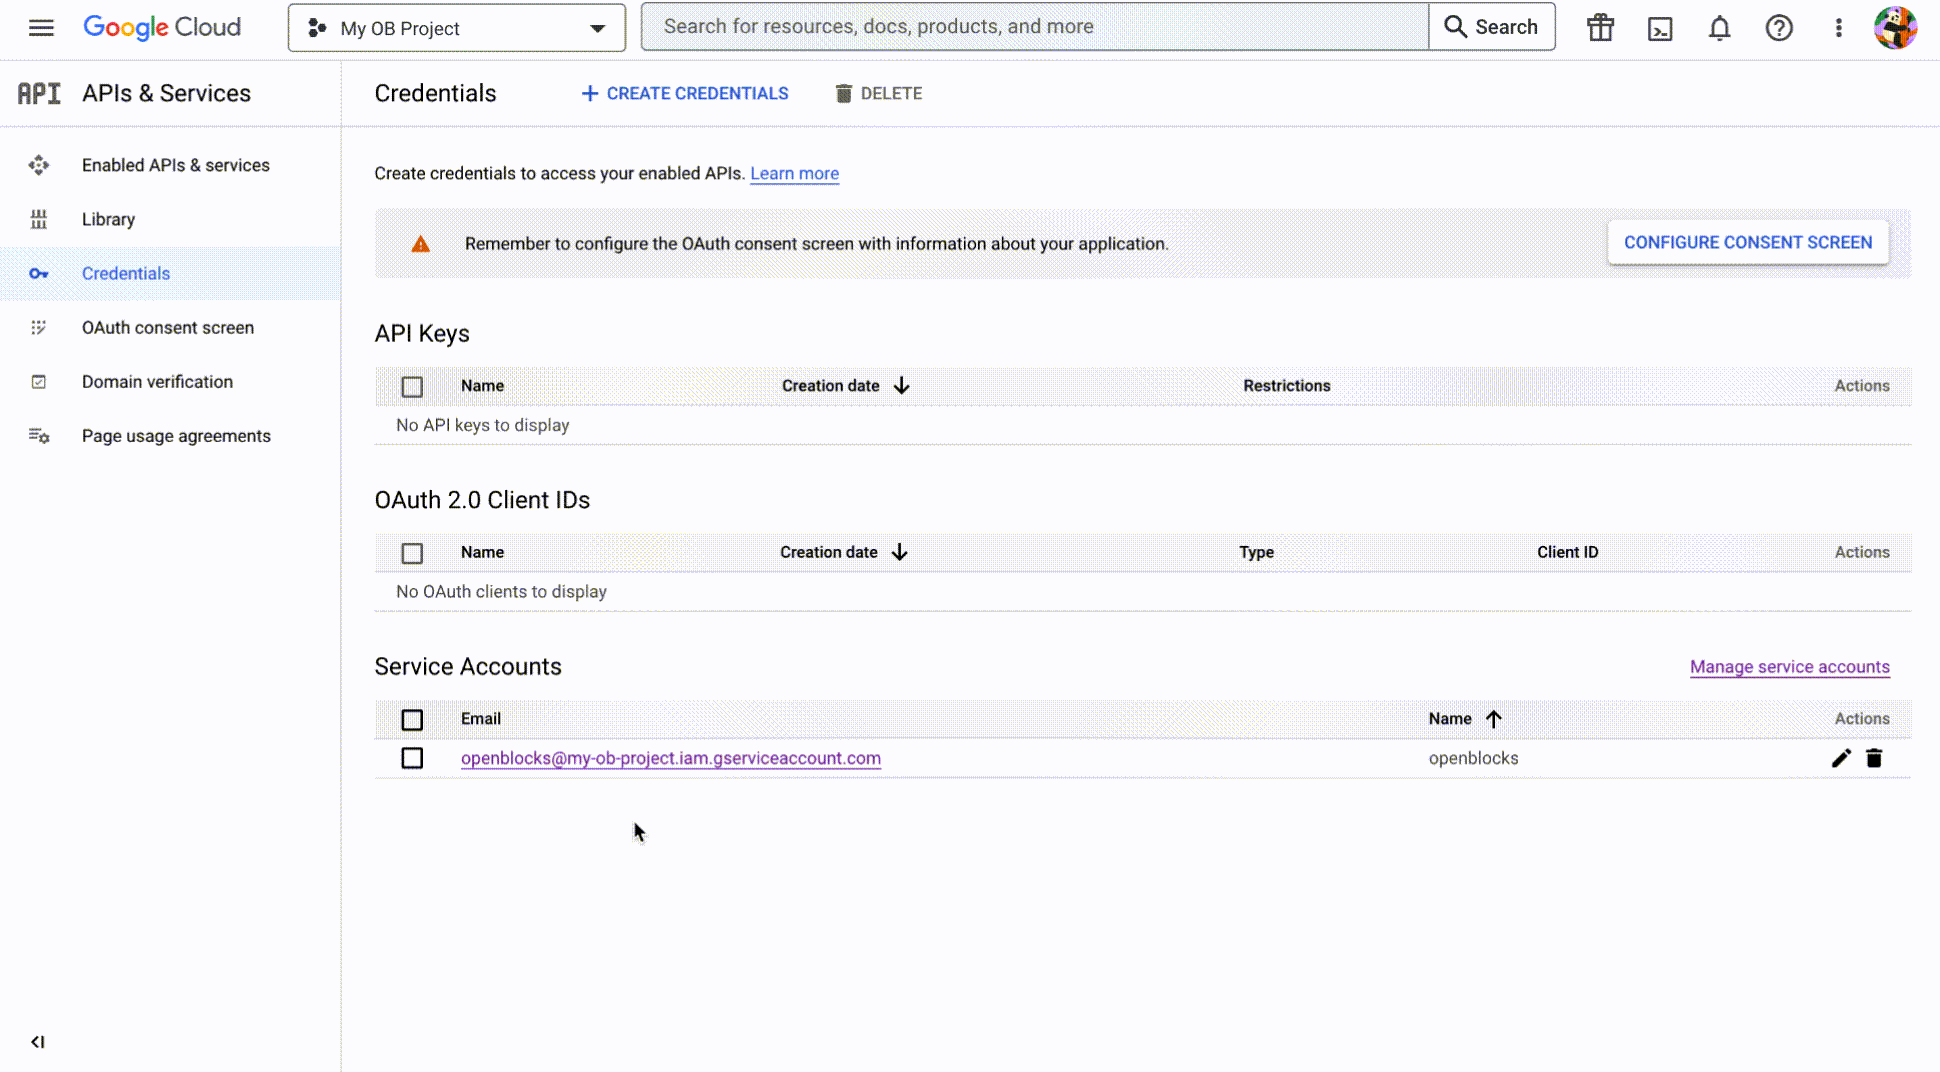 Google Cloud
My OB Project
Search for resources, docs, products, and more
Search
API
APIs & Services
Credentials
CREATE CREDENTIALS
DELETE
Enabled APIs & services
Library
Credentials
OAuth consent screen
Domain verification
Page usage agreements
Create credentials to access your enabled APIs. Learn more
Remember to configure the OAuth consent screen with information about your application.
CONFIGURE CONSENT SCREEN
API Keys
Name Creation date Restrictions Actions
No API keys to display
OAuth 2.0 Client IDs
Name Creation date Type Client ID Actions
No OAuth clients to display
Service Accounts
Manage service accounts
Email Name Actions
openblocks@my-ob-project.iam.gserviceaccount.com openblocks